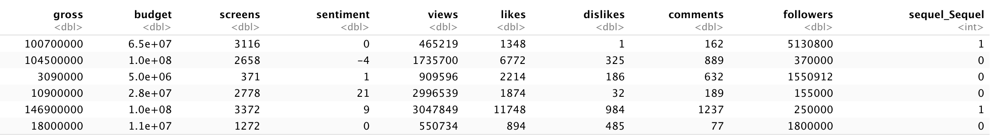 gross budget screens sentiment views likes dislikes comments followers sequel_Sequel
<dbl> <dbl> <dbl> <dbl> <dbl> <dbl> <dbl> <dbl> <dbl> <int>
100700000 6.5e+07 3116 0 465219 1348 1 162 5130800 1
104500000 1.0e+08 2658 −4 1735700 6772 325 889 370000 0
3090000 5.0e+06 371 1 909596 2214 186 632 1550912 0
10900000 2.8e+07 2778 21 2996539 1874 32 189 155000 0
146900000 1.0e+08 3372 9 3047849 11748 984 1237 250000 1
18000000 1.1e+07 1272 0 550734 894 485 77 1800000 0